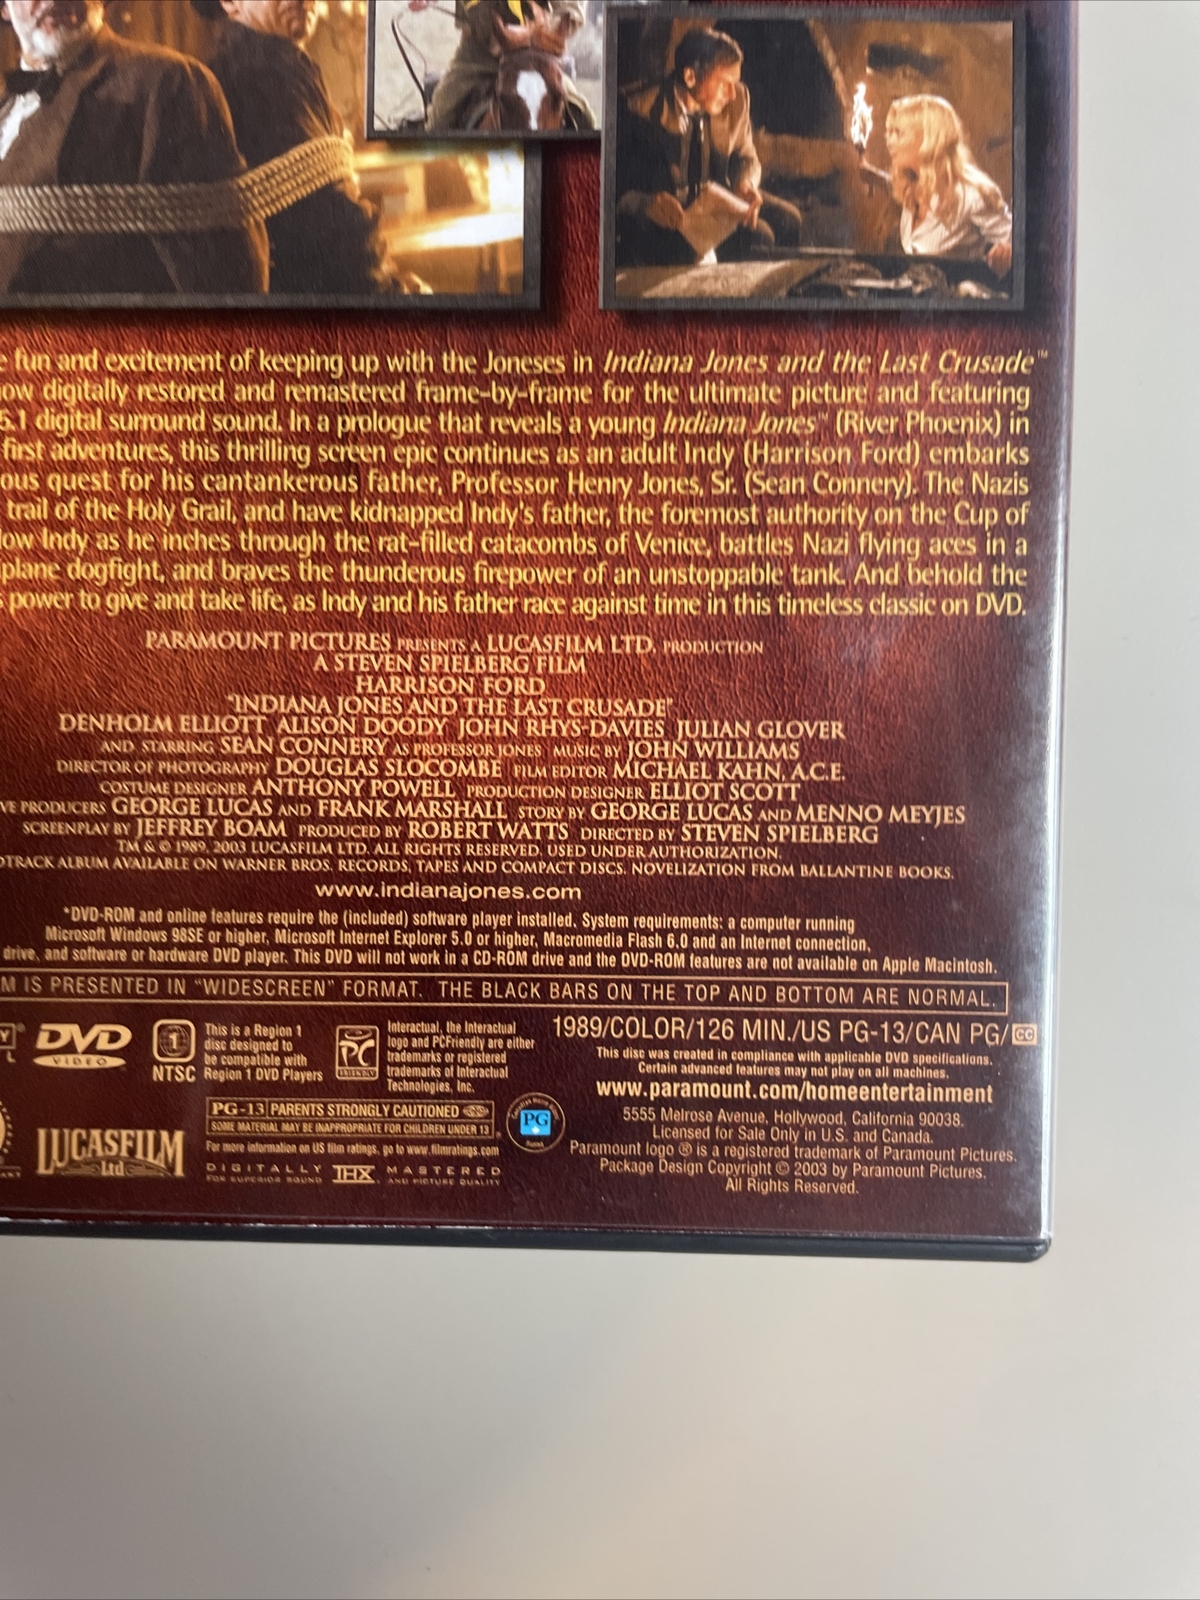 fun and excitement of keeping up with the Joneses in Indiana Jones and the Last Crusade™
digitally restored and remastered frame-by-frame for the ultimate picture and featuring
5.1 digital surround sound. In a prologue that reveals a young Indiana Jones™ (River Phoenix) in
first adventures, this thrilling screen epic continues as an adult Indy (Harrison Ford) embarks
ous quest for his cantankerous father, Professor Henry Jones, Sr. (Sean Connery). The Nazis
trail of the Holy Grail, and have kidnapped Indy's father, the foremost authority on the Cup of
low Indy as he inches through the rat-filled catacombs of Venice, battles Nazi flying aces in a
plane dogfight, and braves the thunderous firepower of an unstoppable tank. And behold the
power to give and take life, as Indy and his father race against time in this timeless classic on DVD.
PARAMOUNT PICTURES PRESENTS A LUCASFILM LTD. PRODUCTION
A STEVEN SPIELBERG FILM
HARRISON FORD
"INDIANA JONES AND THE LAST CRUSADE"
DENHOLM ELLIOTT ALISON DOODY JOHN RHYS-DAVIES JULIAN GLOVER
AND STARRING SEAN CONNERY AS PROFESSOR JONES MUSIC BY JOHN WILLIAMS
DIRECTOR OF PHOTOGRAPHY DOUGLAS SLOCOMBE FILM EDITOR MICHAEL KAHN, A.C.E.
COSTUME DESIGNER ANTHONY POWELL PRODUCTION DESIGNER ELLIOT SCOTT
VE PRODUCERS GEORGE LUCAS AND FRANK MARSHALL STORY BY GEORGE LUCAS AND MENNO MEYJES
SCREENPLAY BY JEFFREY BOAM PRODUCED BY ROBERT WATTS DIRECTED BY STEVEN SPIELBERG
TM & © 1989, 2003 LUCASFILM LTD. ALL RIGHTS RESERVED. USED UNDER AUTHORIZATION.
DTRACK ALBUM AVAILABLE ON WARNER BROS. RECORDS, TAPES AND COMPACT DISCS. NOVELIZATION FROM BALLANTINE BOOKS.
www.indianajones.com
*DVD-ROM and online features require the (included) software player installed. System requirements: a computer running
Microsoft Windows 98SE or higher, Microsoft Internet Explorer 5.0 or higher, Macromedia Flash 6.0 and an Internet connection,
drive, and software or hardware DVD player. This DVD will not work in a CD-ROM drive and the DVD-ROM features are not available on Apple Macintosh.
M IS PRESENTED IN "WIDESCREEN" FORMAT. THE BLACK BARS ON THE TOP AND BOTTOM ARE NORMAL.
DVD
VIDEO
1
NTSC
This is a Region 1
disc designed to
be compatible with
Region 1 DVD Players
PC
FRIENDLY
Interactual, the Interactual
logo and PCFriendly are either
trademarks or registered
trademarks of Interactual
Technologies, Inc.
1989/COLOR/126 MIN./US PG-13/CAN PG/CC
This disc was created in compliance with applicable DVD specifications.
Certain advanced features may not play on all machines.
www.paramount.com/homeentertainment
LUCASFILM
Ltd
PG-13 PARENTS STRONGLY CAUTIONED
SOME MATERIAL MAY BE INAPPROPRIATE FOR CHILDREN UNDER 13
For more information on US film ratings, go to www.filmratings.com
DIGITALLY THX MASTERED
FOR SUPERIOR SOUND AND PICTURE QUALITY
PG
5555 Melrose Avenue, Hollywood, California 90038.
Licensed for Sale Only in U.S. and Canada.
Paramount logo ® is a registered trademark of Paramount Pictures.
Package Design Copyright © 2003 by Paramount Pictures.
All Rights Reserved.